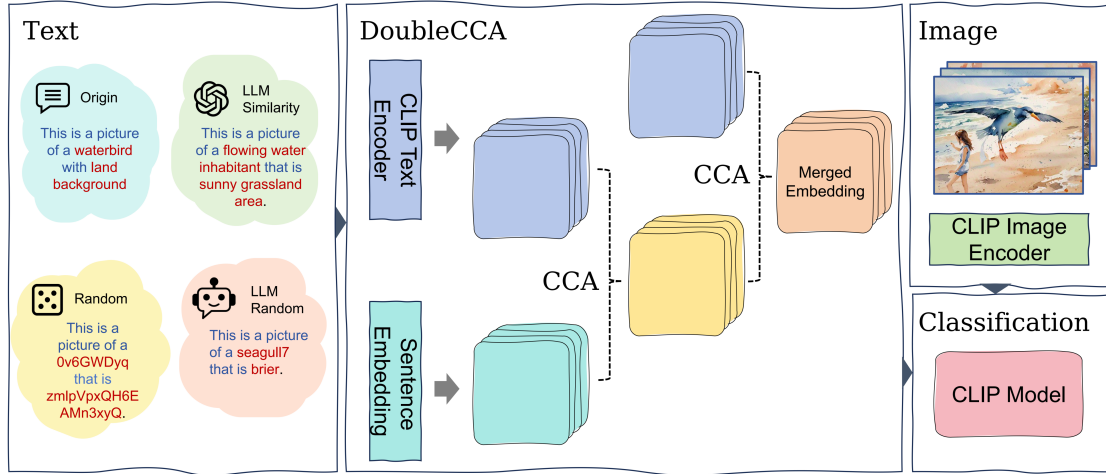 Text
Origin
This is a picture
of a waterbird
with land
background
LLM
Similarity
This is a picture
of a flowing water
inhabitant that is
sunny grassland
area.
Random
This is a
picture of a
0v6GWDyq
that is
zmlpVpxQH6E
AMn3xyQ.
LLM
Random
This is a picture
of a seagull7
that is brier.
DoubleCCA
CLIP Text
Encoder
Sentence
Embedding
CCA
CCA
Merged
Embedding
Image
CLIP Image
Encoder
Classification
CLIP Model